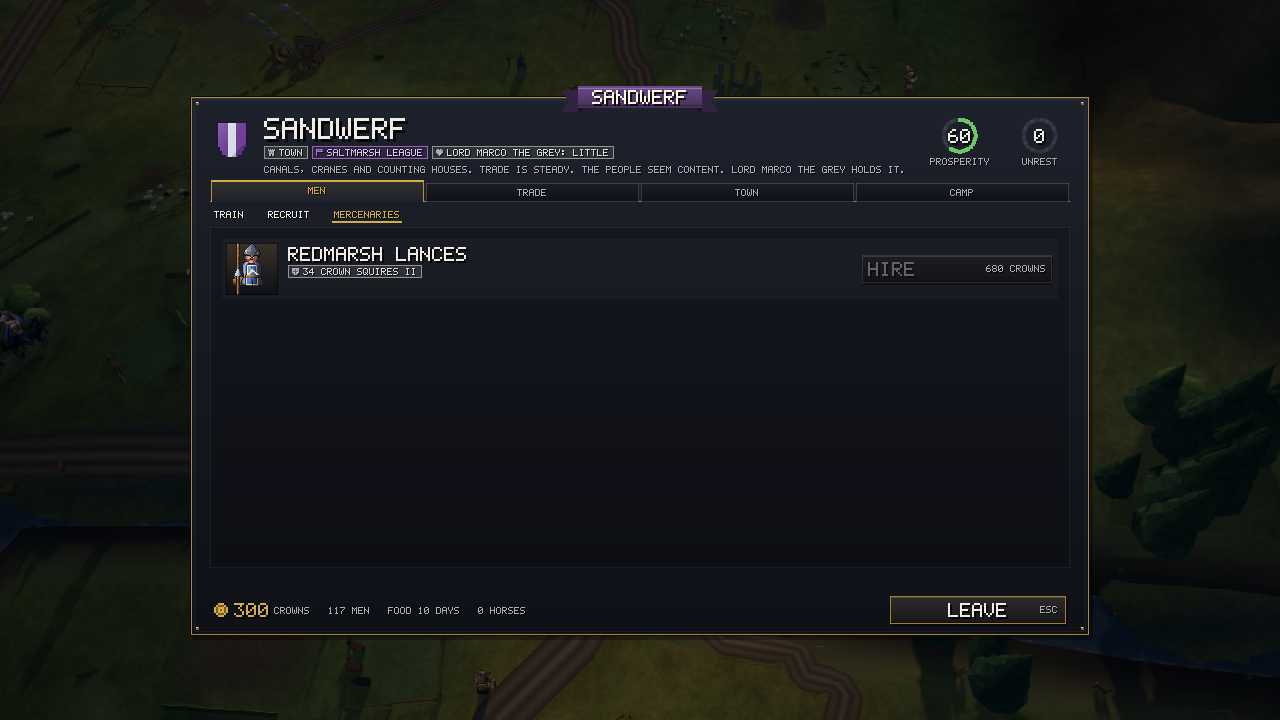 SANDWERF
SANDWERF
TOWN SALTMARSH LEAGUE LORD MARCO THE GREY: LITTLE
CANALS, CRANES AND COUNTING HOUSES. TRADE IS STEADY. THE PEOPLE SEEM CONTENT. LORD MARCO THE GREY HOLDS IT.
60 0
PROSPERITY UNREST
MEN TRADE TOWN CAMP
TRAIN RECRUIT MERCENARIES
REDMARSH LANCES
34 CROWN SQUIRES II
HIRE 680 CROWNS
300 CROWNS 117 MEN FOOD 10 DAYS 0 HORSES
LEAVE ESC